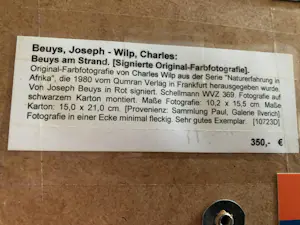 Beuys, Joseph - Wilp, Charles:
Beuys am Strand. [Signierte Original-Farbfotografie].
Original-Farbfotografie von Charles Wilp aus der Serie "Naturerfahrung in
Afrika", die 1980 vom Qumran Verlag in Frankfurt herausgegeben wurde.
Von Joseph Beuys in Rot signiert. Schellmann WVZ 369. Fotografie auf
schwarzem Karton montiert. Maße Fotografie: 10,2 x 15,5 cm. Maße
Karton: 15,0 x 21,0 cm. [Provenienz: Sammlung Paul, Galerie Ilverich]
Fotografie in einer Ecke minimal fleckig. Sehr gutes Exemplar. [10723D]
350,- €